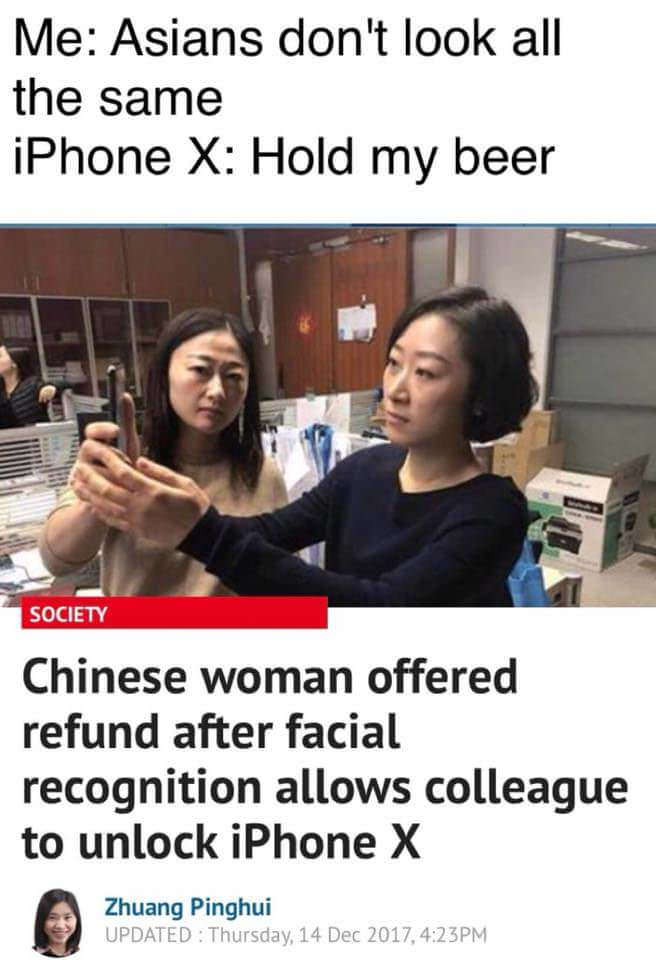 Me: Asians don't look all
the same
iPhone X: Hold my beer
SOCIETY
Chinese woman offered
refund after facial
recognition allows colleague
to unlock iPhone X
Zhuang Pinghui
UPDATED : Thursday, 14 Dec 2017, 4:23PM